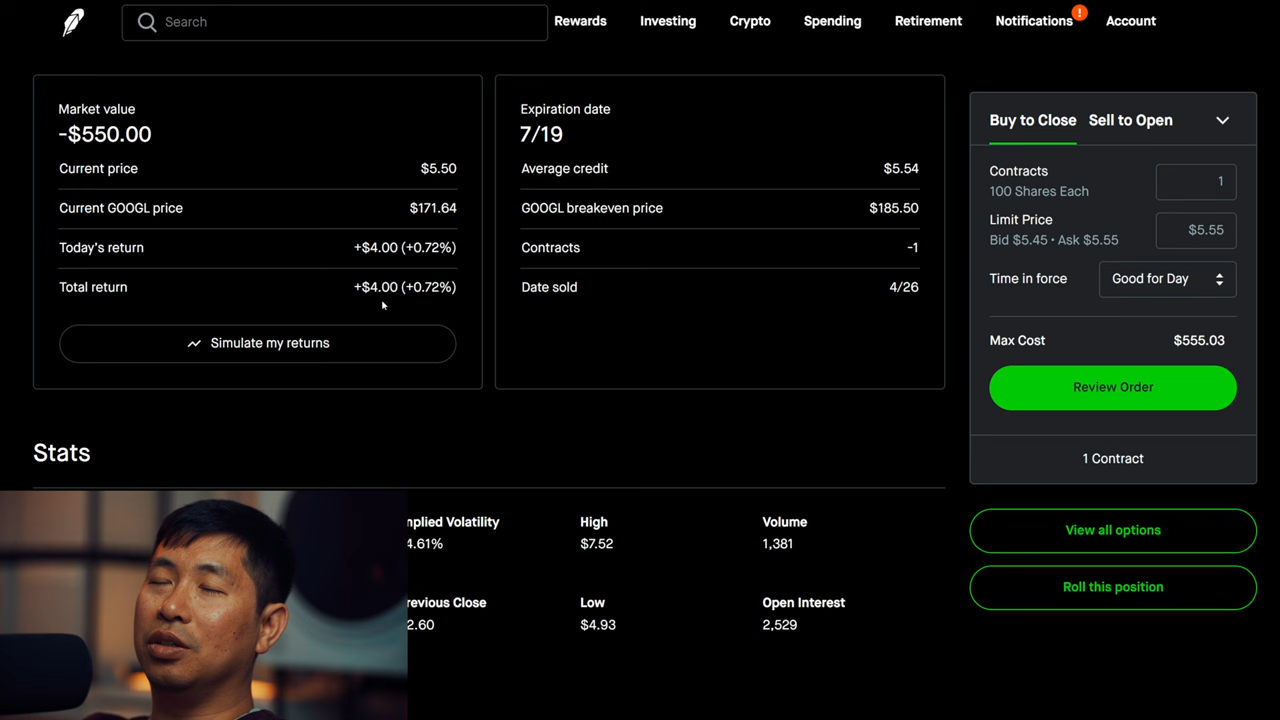 Search
Rewards
Investing
Crypto
Spending
Retirement
Notifications
!
Account
Market value
-$550.00
Current price $5.50
Current GOOGL price $171.64
Today's return +$4.00 (+0.72%)
Total return +$4.00 (+0.72%)
Simulate my returns
Expiration date
7/19
Average credit $5.54
GOOGL breakeven price $185.50
Contracts -1
Date sold 4/26
Buy to Close Sell to Open
Contracts 1
100 Shares Each
Limit Price $5.55
Bid $5.45 • Ask $5.55
Time in force Good for Day
Max Cost $555.03
Review Order
1 Contract
View all options
Roll this position
Stats
Volatility
High
$7.52
Volume
1,381
Close
Low
$4.93
Open Interest
2,529